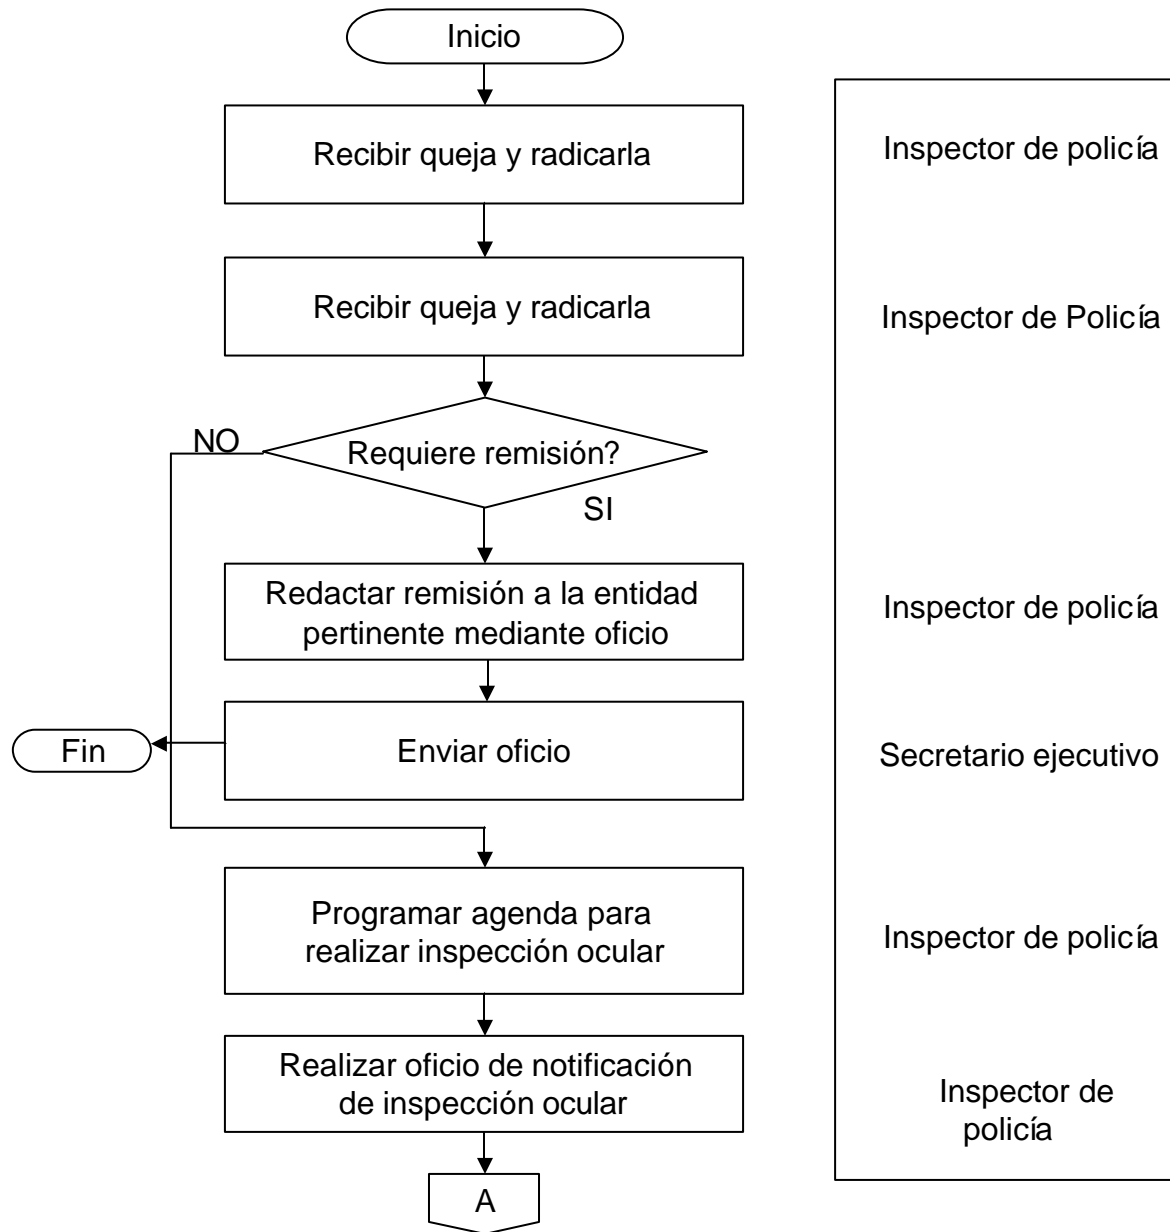 Inicio
Recibir queja y radicarla
Inspector de policía
Recibir queja y radicarla
Inspector de Policía
NO
Requiere remisión?
SI
Redactar remisión a la entidad
pertinente mediante oficio
Inspector de policía
Fin
Enviar oficio
Secretario ejecutivo
Programar agenda para
realizar inspección ocular
Inspector de policía
Realizar oficio de notificación
de inspección ocular
Inspector de
policía
A